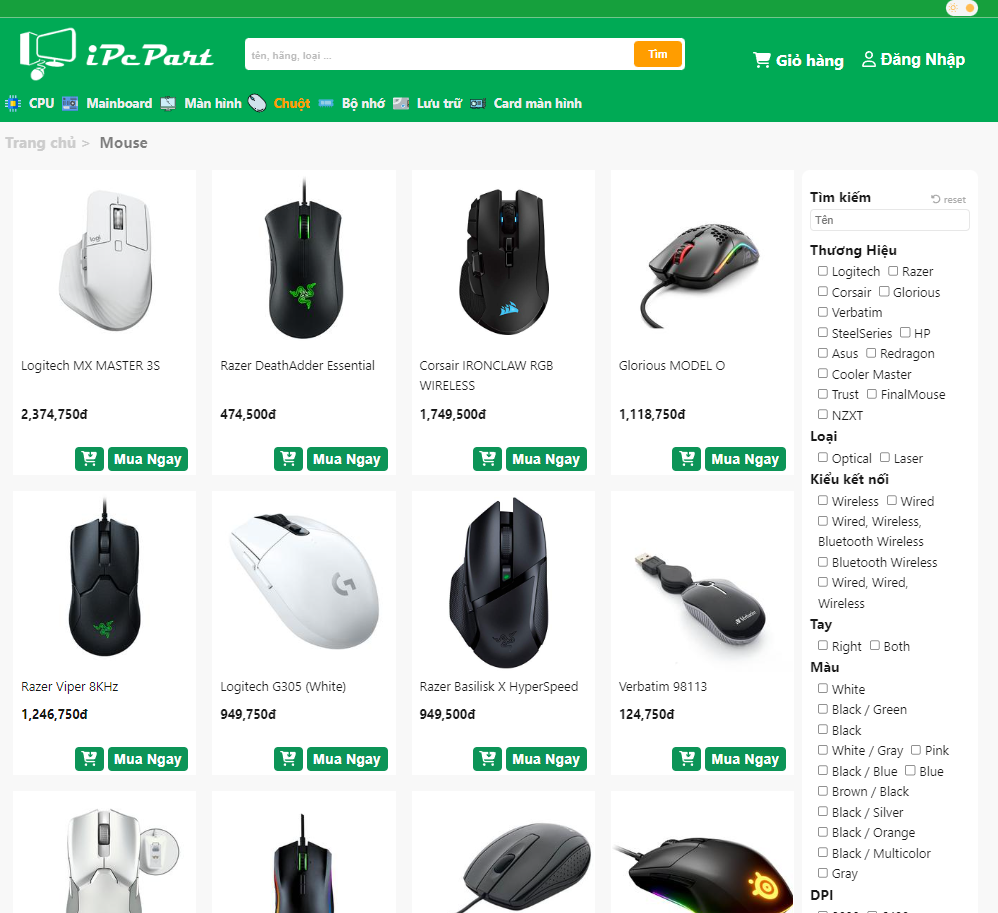 iPcPart
tên, hãng, loại ...
Tìm
Giỏ hàng
Đăng Nhập
CPU
Mainboard
Màn hình
Chuột
Bộ nhớ
Lưu trữ
Card màn hình
Trang chủ > Mouse
logi
Logitech MX MASTER 3S
2,374,750đ
Mua Ngay
Razer DeathAdder Essential
474,500đ
Mua Ngay
Corsair IRONCLAW RGB
WIRELESS
1,749,500đ
Mua Ngay
Glorious MODEL O
1,118,750đ
Mua Ngay
Razer Viper 8KHz
1,246,750đ
Mua Ngay
Logitech G305 (White)
949,750đ
Mua Ngay
Razer Basilisk X HyperSpeed
949,500đ
Mua Ngay
Verbatim
Verbatim 98113
124,750đ
Mua Ngay
Tìm kiếm
reset
Tên
Thương Hiệu
Logitech Razer
Corsair Glorious
Verbatim
SteelSeries HP
Asus Redragon
Cooler Master
Trust FinalMouse
NZXT
Loại
Optical Laser
Kiểu kết nối
Wireless Wired
Wired, Wireless,
Bluetooth Wireless
Bluetooth Wireless
Wired, Wired,
Wireless
Tay
Right Both
Màu
White
Black / Green
Black
White / Gray Pink
Black / Blue Blue
Brown / Black
Black / Silver
Black / Orange
Black / Multicolor
Gray
DPI